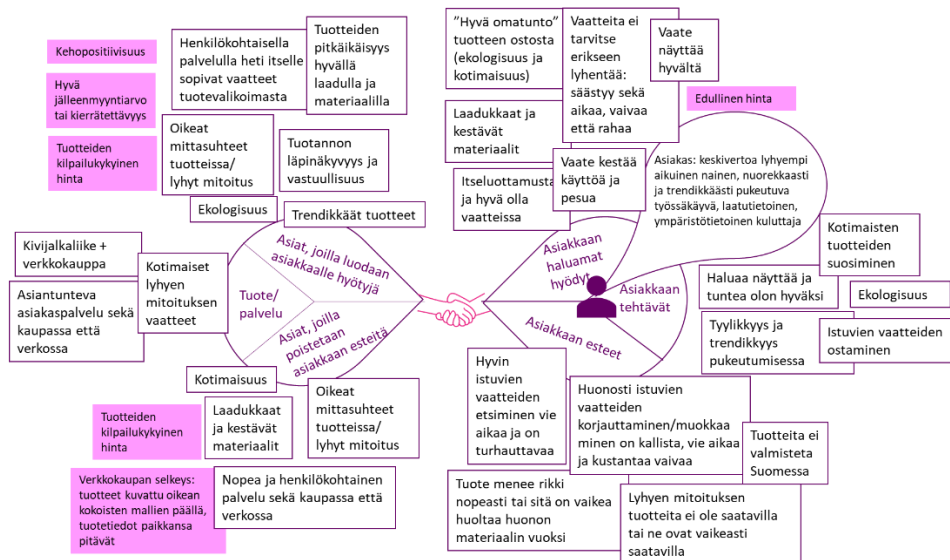 Kehopositiivisuus
Hyvä
jälleenmyyntiarvo
tai kierrätettävyys
Tuotteiden
kilpailukykyinen
hinta
Henkilökohtaisella
palvelulla heti itselle
sopivat vaatteet
tuotevalikoimasta
Tuotteiden
pitkäikäisyys
hyvällä
laadulla ja
materiaalilla
Oikeat
mittasuhteet
tuotteissa/
lyhyt mitoitus
Tuotannon
läpinäkyvyys ja
vastuullisuus
Ekologisuus
Trendikkäät tuotteet
Kivijalkaliike +
verkkokauppa
Asiantunteva
asiakaspalvelu sekä
kaupassa että
verkossa
Kotimaiset
lyhyen
mitoituksen
vaatteet
Asiat, joilla luodaan
asiakkaalle hyötyjä
Tuote/
palvelu
Asiat, joilla
poistetaan
asiakkaan esteitä
Kotimaisuus
Tuotteiden
kilpailukykyinen
hinta
Laadukkaat
ja kestävät
materiaalit
Oikeat
mittasuhteet
tuotteissa/
lyhyt mitoitus
Verkkokaupan selkeys:
tuotteet kuvattu oikean
kokoisten mallien päällä,
tuotetiedot paikkansa
pitävät
Nopea ja henkilökohtainen
palvelu sekä kaupassa että
verkossa
”Hyvä omatunto”
tuotteen ostosta
(ekologisuus ja
kotimaisuus)
Vaatteita ei
tarvitse
erikseen
lyhentää:
säästyy sekä
aikaa, vaivaa
että rahaa
Vaate
näyttää
hyvältä
Edullinen hinta
Laadukkaat ja
kestävät
materiaalit
Itseluottamusta
ja hyvä olla
vaatteissa
Vaate kestää
käyttöä ja
pesua
Asiakas: keskivertoa lyhyempi
aikuinen nainen, nuorekkaasti
ja trendikkäästi pukeutuva
työssäkäyvä, laatutietoinen,
ympäristötietoinen kuluttaja
Asiakkaan
haluamat
hyödyt
Asiakkaan
tehtävät
Asiakkaan esteet
Kotimaisten
tuotteiden
suosiminen
Haluaa näyttää ja
tuntea olon hyväksi
Ekologisuus
Tyylikkyys ja
trendikkyys
pukeutumisessa
Istuvien vaatteiden
ostaminen
Hyvin
istuvien
vaatteiden
etsiminen vie
aikaa ja on
turhauttavaa
Huonosti istuvien
vaatteiden
korjauttaminen/muokkaa
minen on kallista, vie aikaa
ja kustantaa vaivaa
Tuotteita ei
valmisteta
Suomessa
Tuote menee rikki
nopeasti tai sitä on vaikea
huoltaa huonon
materiaalin vuoksi
Lyhyen mitoituksen
tuotteita ei ole saatavilla
tai ne ovat vaikeasti
saatavilla